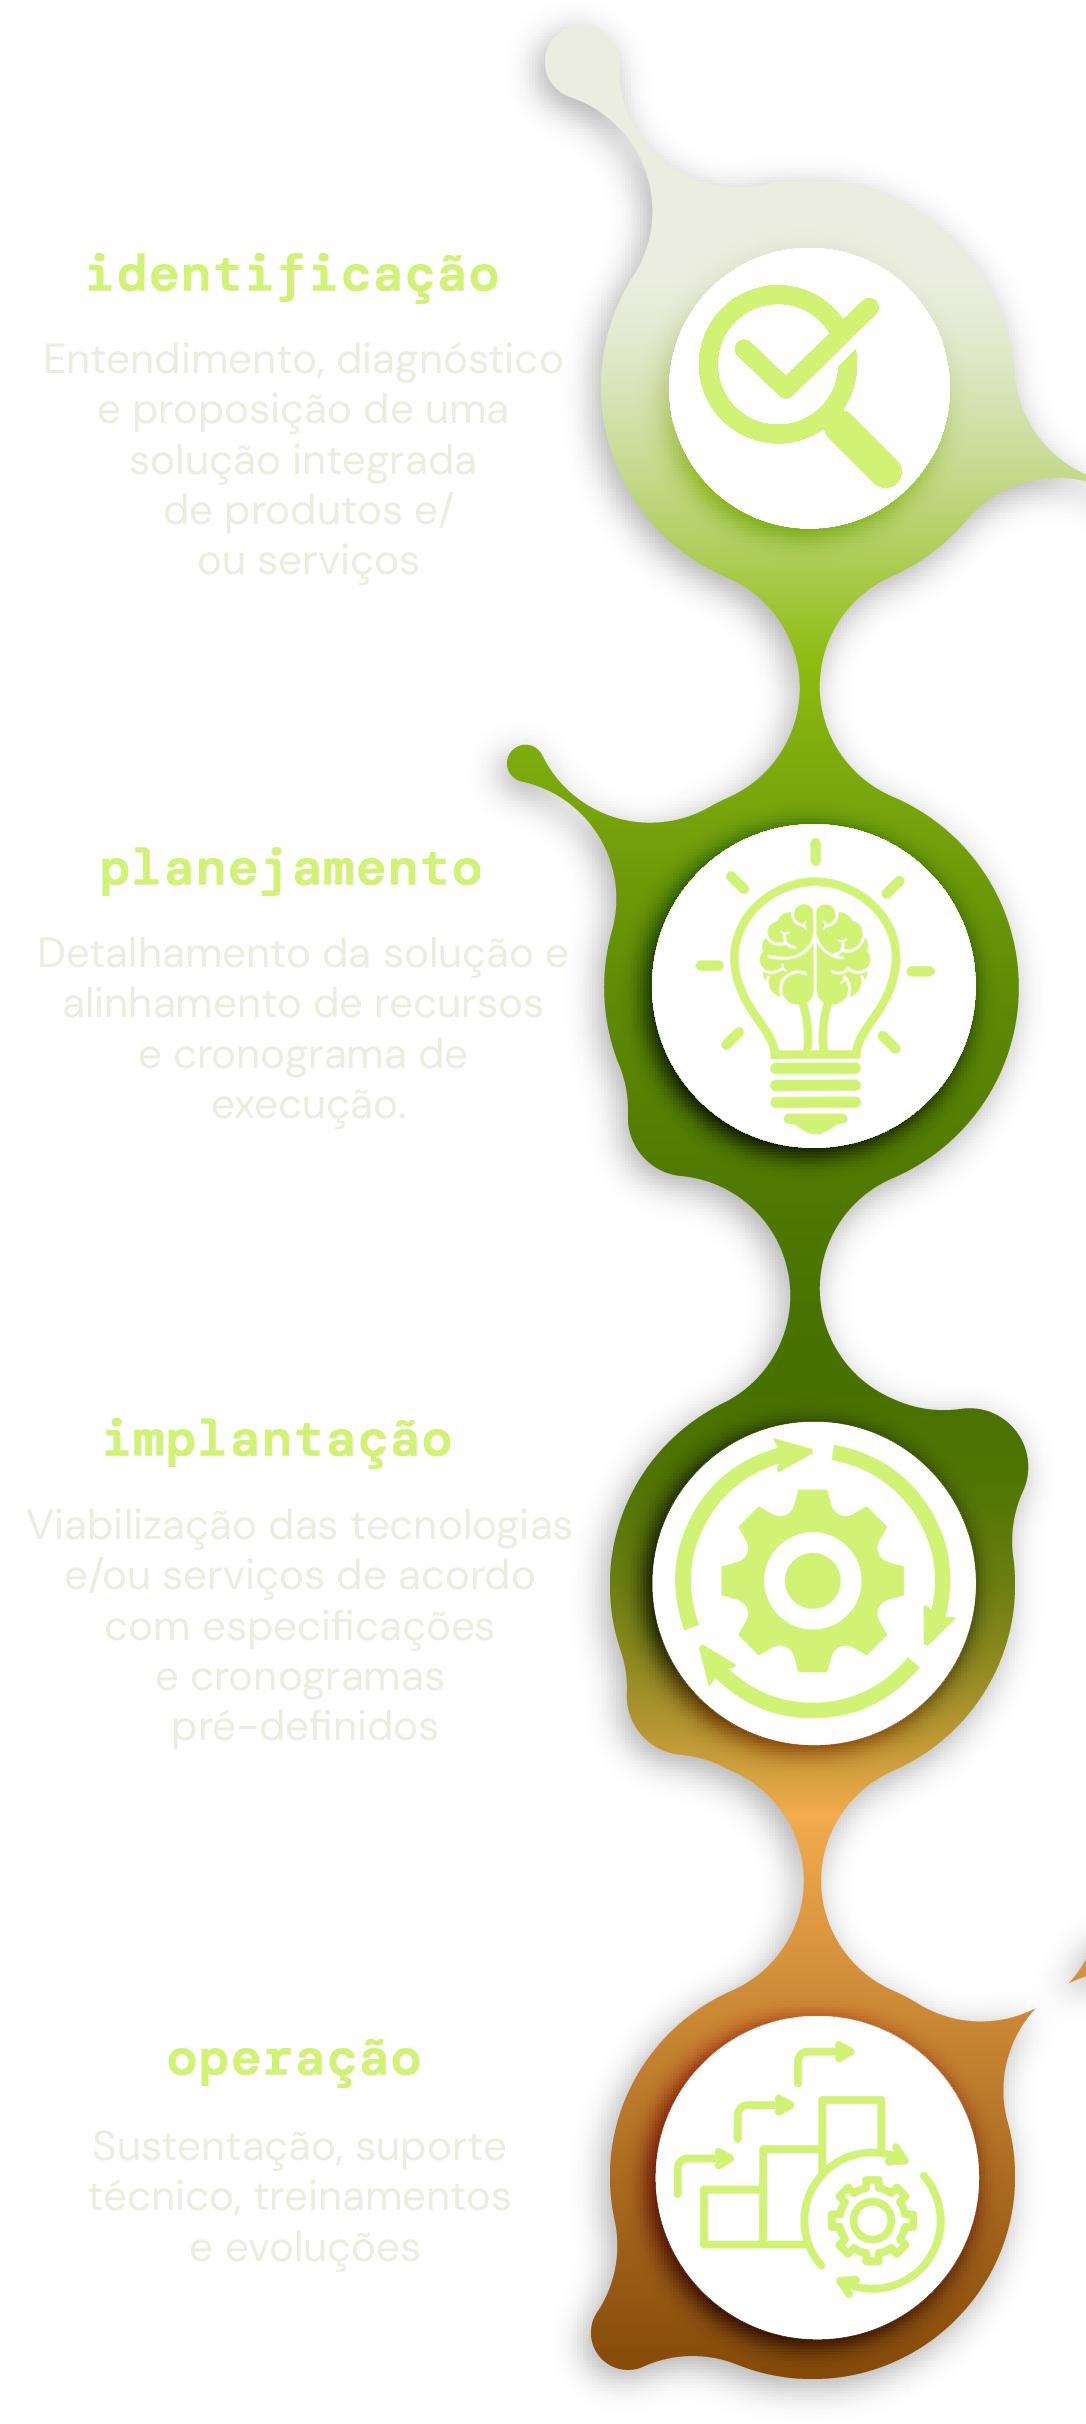 identificação
Entendimento, diagnóstico
e proposição de uma
solução integrada
de produtos e/
ou serviços
planejamento
Detalhamento da solução e
alinhamento de recursos
e cronograma de
execução.
implantação
Viabilização das tecnologias
e/ou serviços de acordo
com especificações
e cronogramas
pré-definidos
operação
Sustentação, suporte
técnico, treinamentos
e evoluções